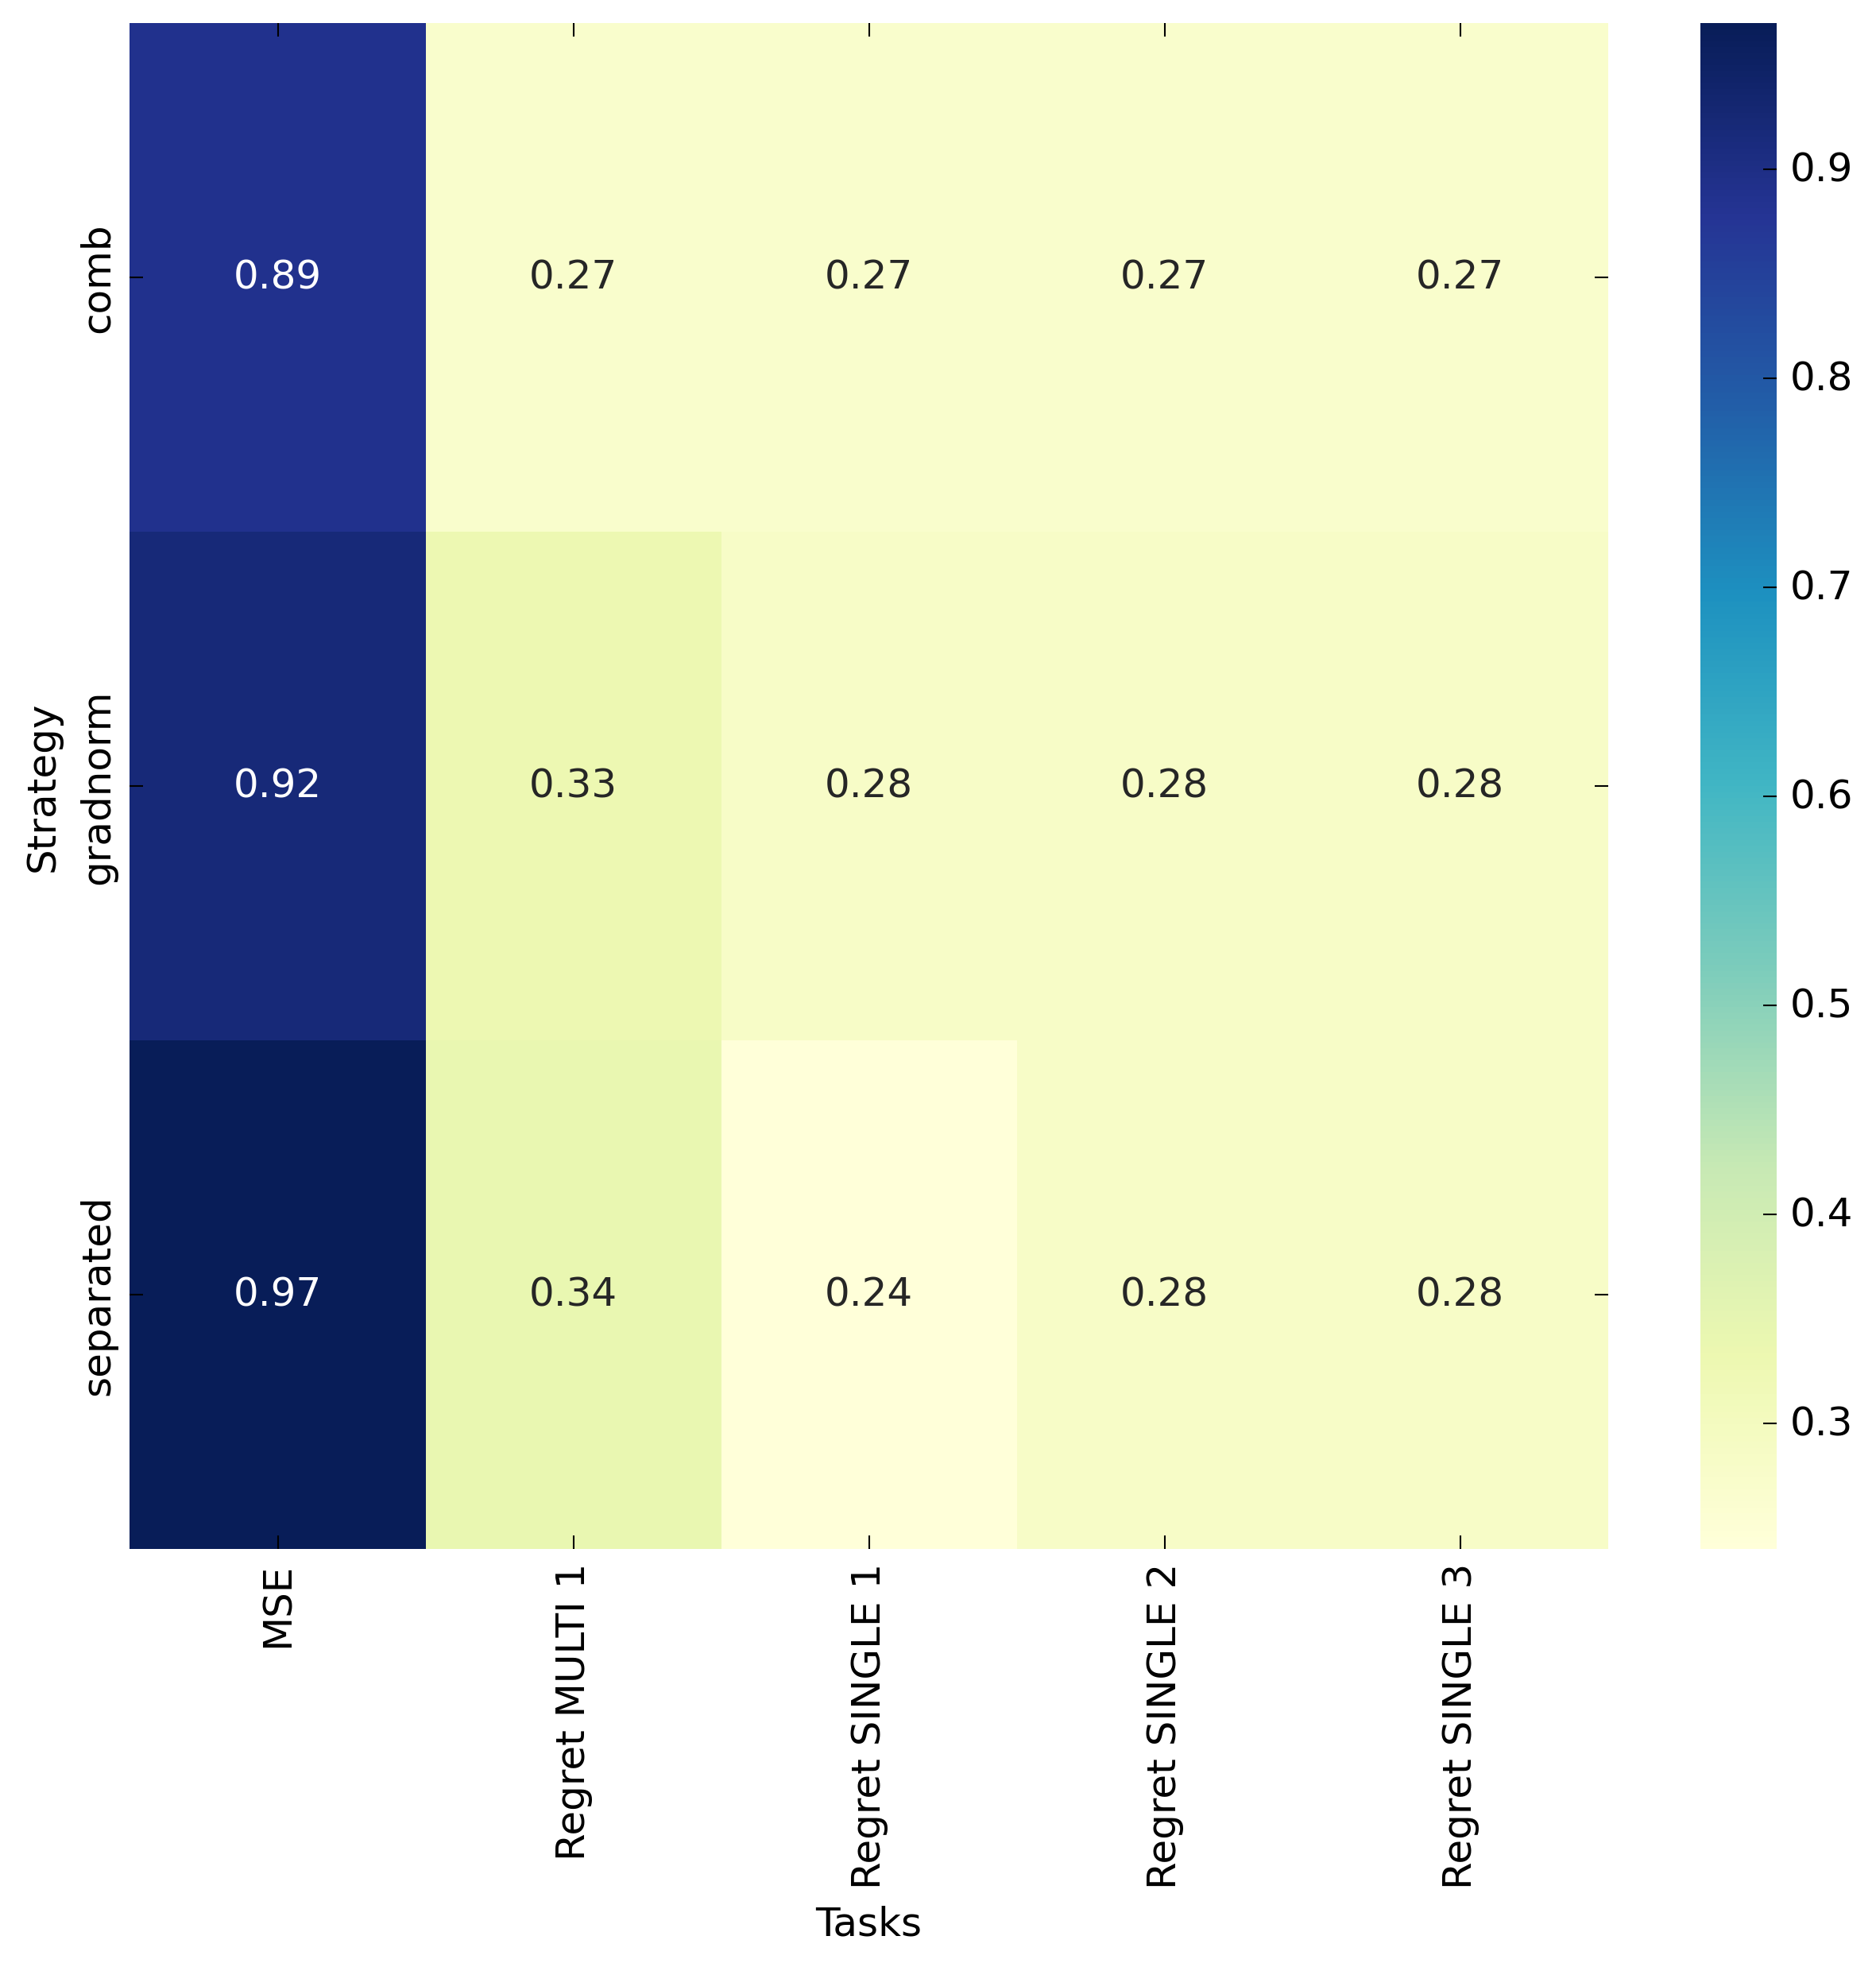 Strategy
comb
0.89 0.27 0.27 0.27 0.27
gradnorm
0.92 0.33 0.28 0.28 0.28
separated
0.97 0.34 0.24 0.28 0.28
MSE
Regret MULTI 1
Regret SINGLE 1
Regret SINGLE 2
Regret SINGLE 3
Tasks
0.9
0.8
0.7
0.6
0.5
0.4
0.3